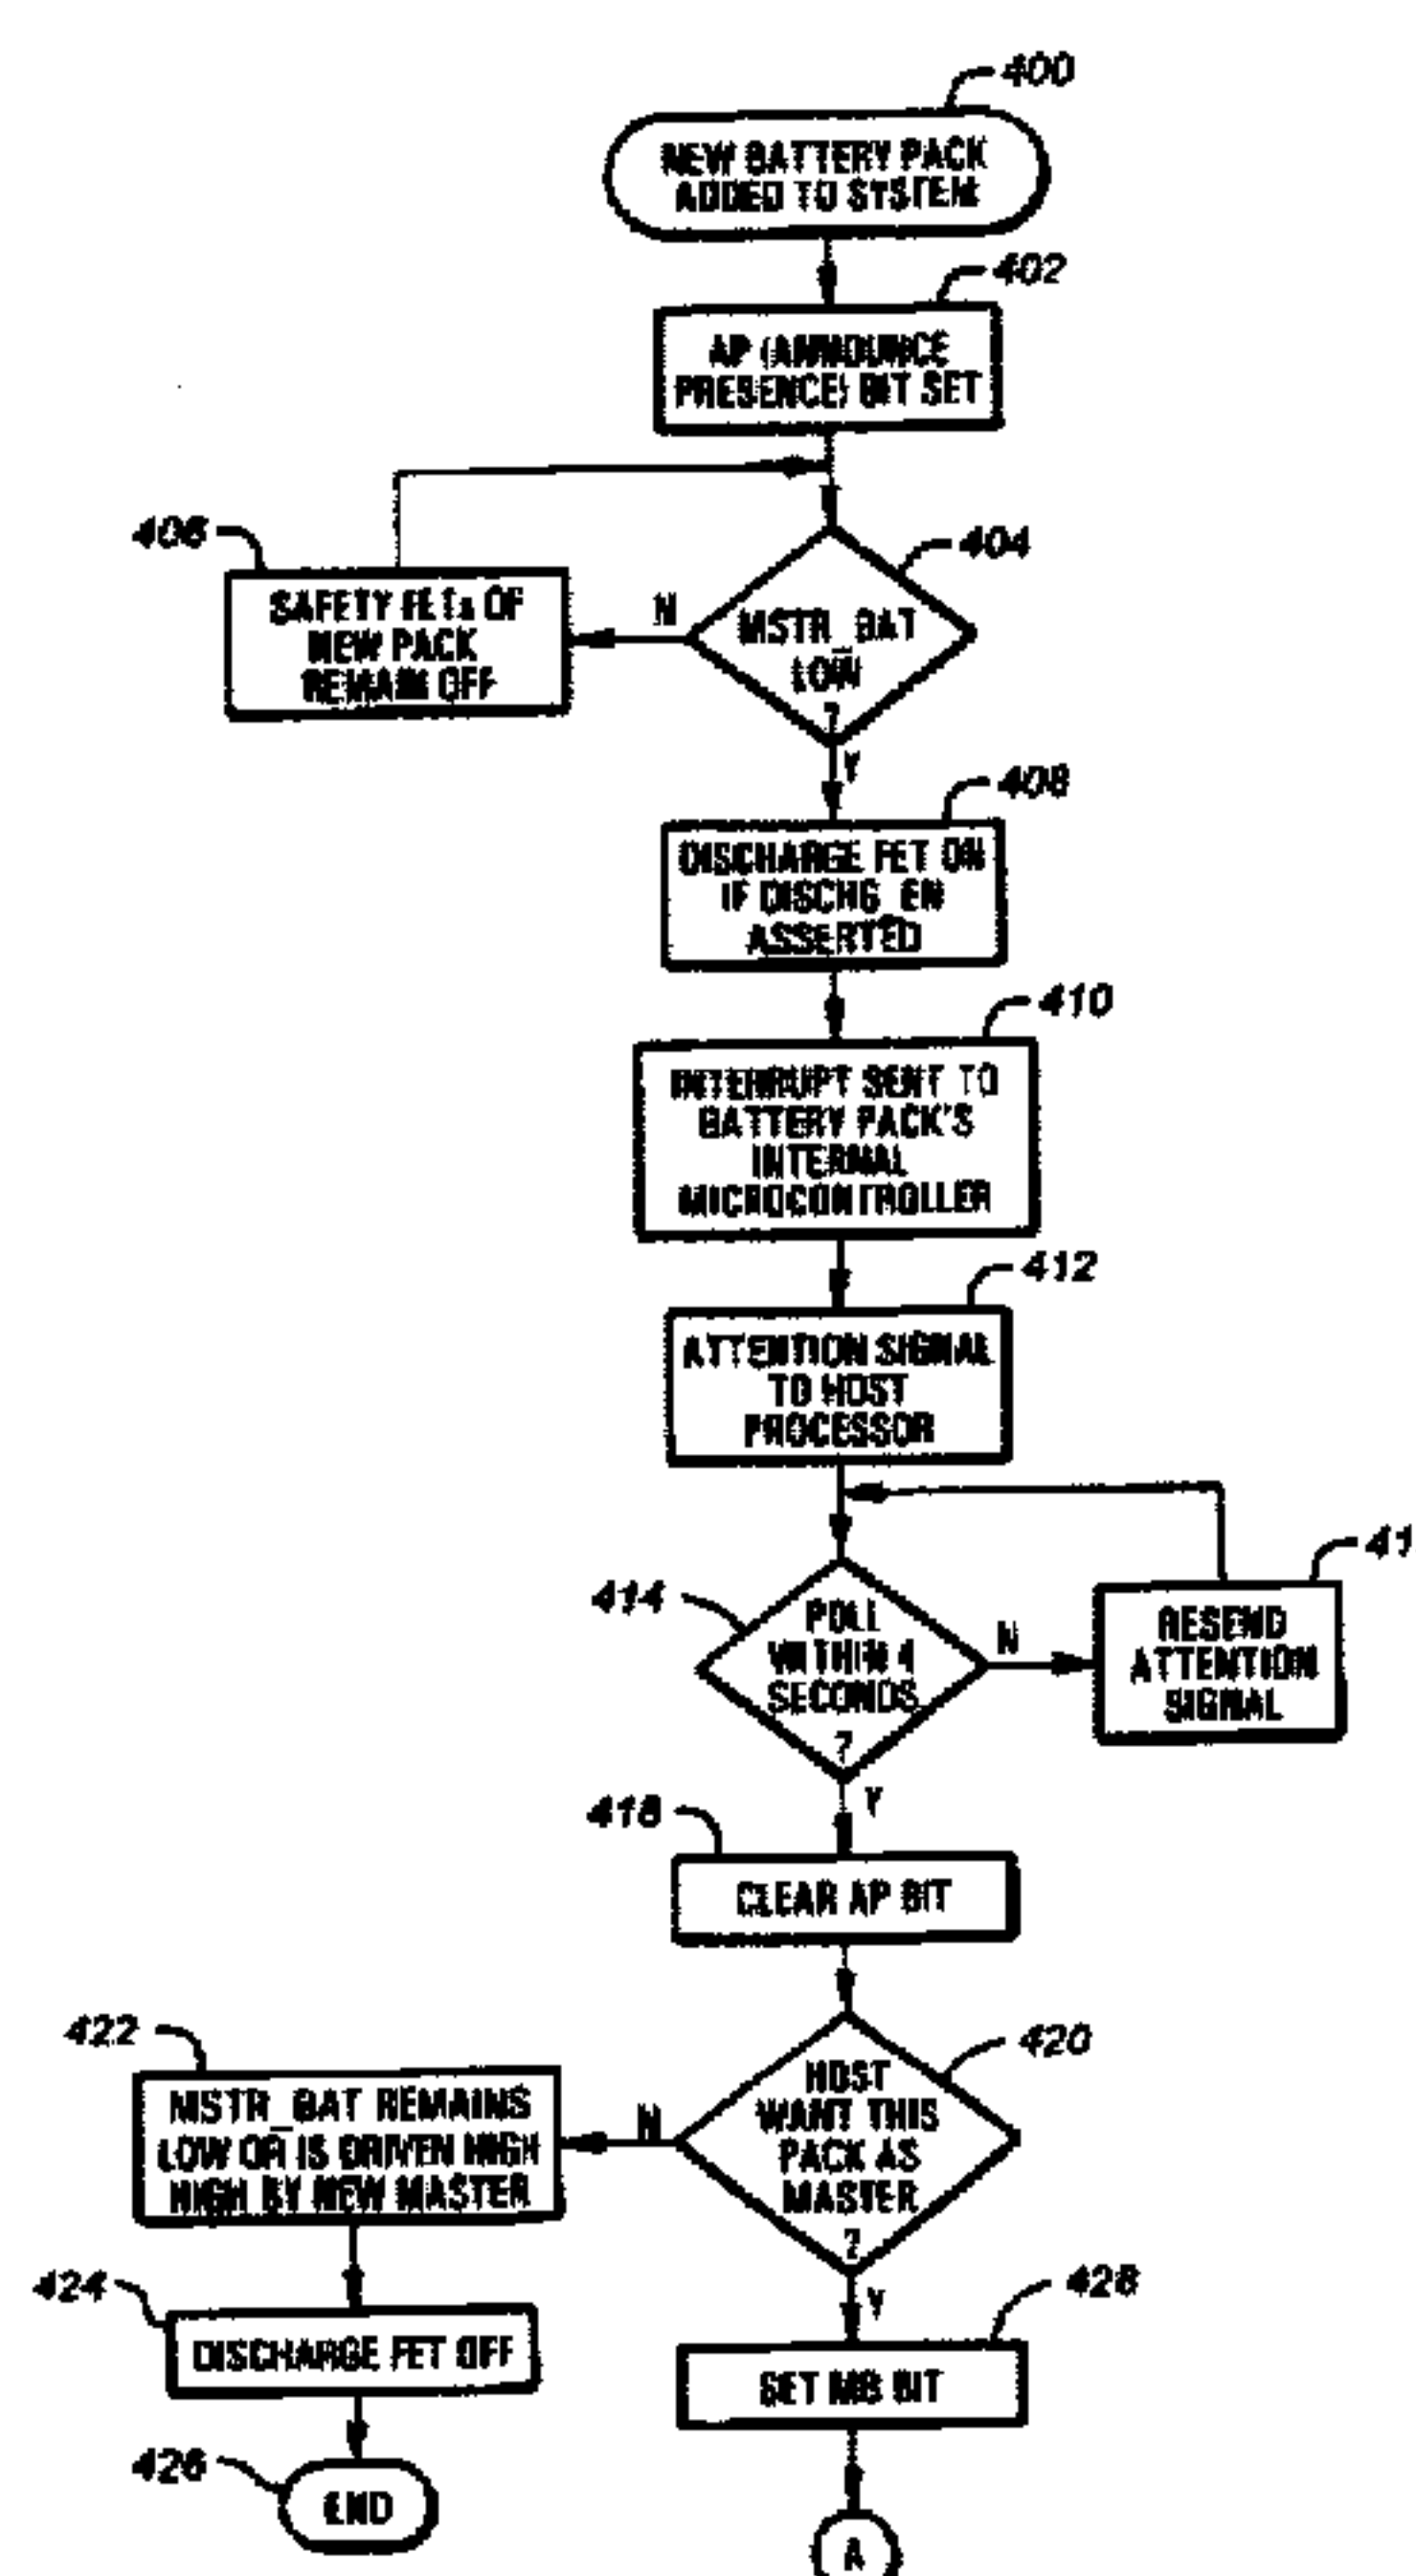 400
NEW BATTERY PACK
ADDED TO SYSTEM
402
AP (ANNOUNCE
PRESENCE) BIT SET
406
SAFETY FETs OF
NEW PACK
REMAIN OFF
N
404
MSTR_BAT
LOW
?
Y
408
DISCHARGE FET ON
IF DISCHG_EN
ASSERTED
410
INTERRUPT SENT TO
BATTERY PACK'S
INTERNAL
MICROCONTROLLER
412
ATTENTION SIGNAL
TO HOST
PROCESSOR
414
POLL
WITHIN 4
SECONDS
?
N
41
RESEND
ATTENTION
SIGNAL
Y
418
CLEAR AP BIT
420
HOST
WANT THIS
PACK AS
MASTER
?
N
422
MSTR_BAT REMAINS
LOW OR IS DRIVEN HIGH
HIGH BY NEW MASTER
424
DISCHARGE FET OFF
426
END
Y
428
SET MB BIT
A